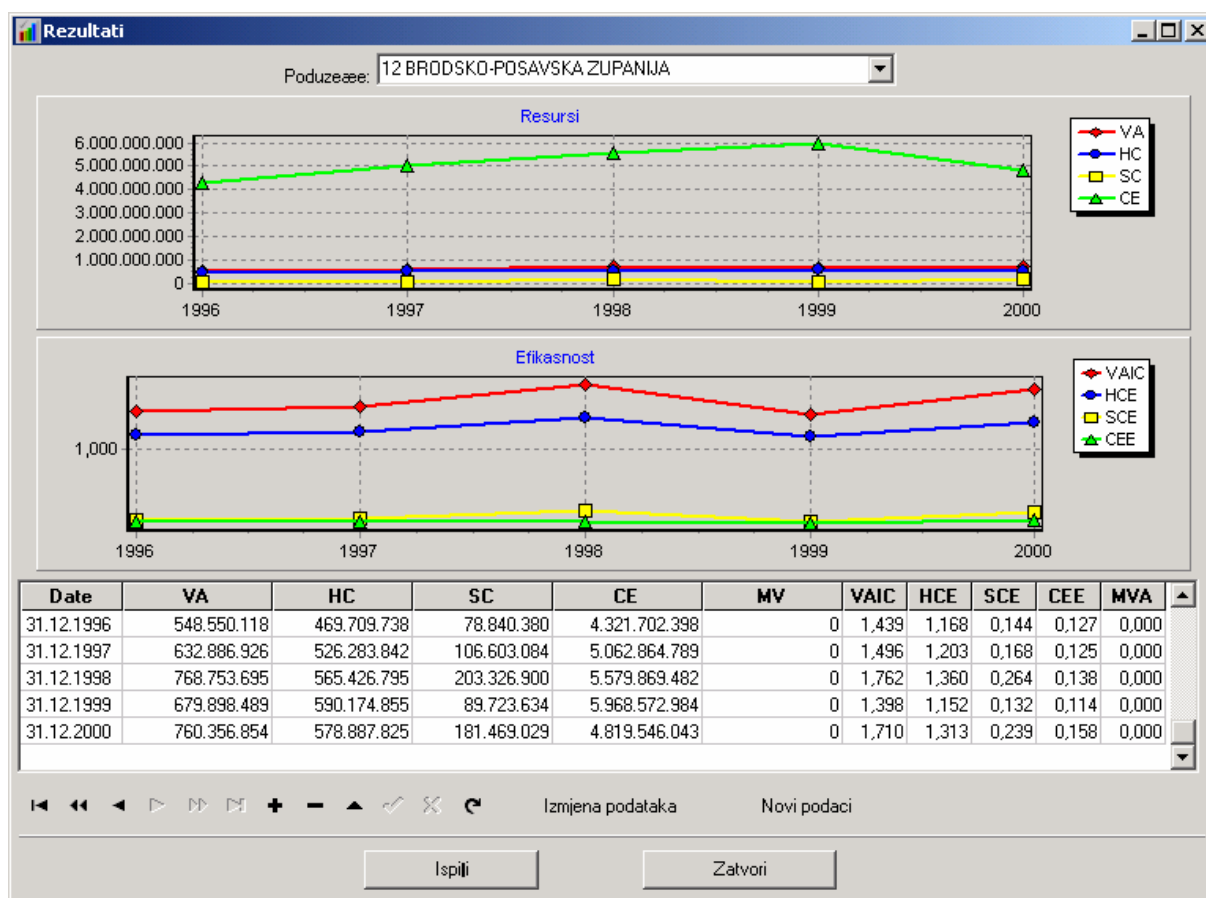 Rezultati
Poduzeæe: 12 BRODSKO-POSAVSKA ZUPANIJA
Resursi
6.000.000.000
5.000.000.000
4.000.000.000
3.000.000.000
2.000.000.000
1.000.000.000
0
1996 1997 1998 1999 2000
VA
HC
SC
CE
Efikasnost
1,000
1996 1997 1998 1999 2000
VAIC
HCE
SCE
CEE
Date VA HC SC CE MV VAIC HCE SCE CEE MVA
31.12.1996 548.550.118 469.709.738 78.840.380 4.321.702.398 0 1,439 1,168 0,144 0,127 0,000
31.12.1997 632.886.926 526.283.842 106.603.084 5.062.864.789 0 1,496 1,203 0,168 0,125 0,000
31.12.1998 768.753.695 565.426.795 203.326.900 5.579.869.482 0 1,762 1,360 0,264 0,138 0,000
31.12.1999 679.898.489 590.174.855 89.723.634 5.968.572.984 0 1,398 1,152 0,132 0,114 0,000
31.12.2000 760.356.854 578.887.825 181.469.029 4.819.546.043 0 1,710 1,313 0,239 0,158 0,000
Izmjena podataka Novi podaci
Ispilji Zatvori